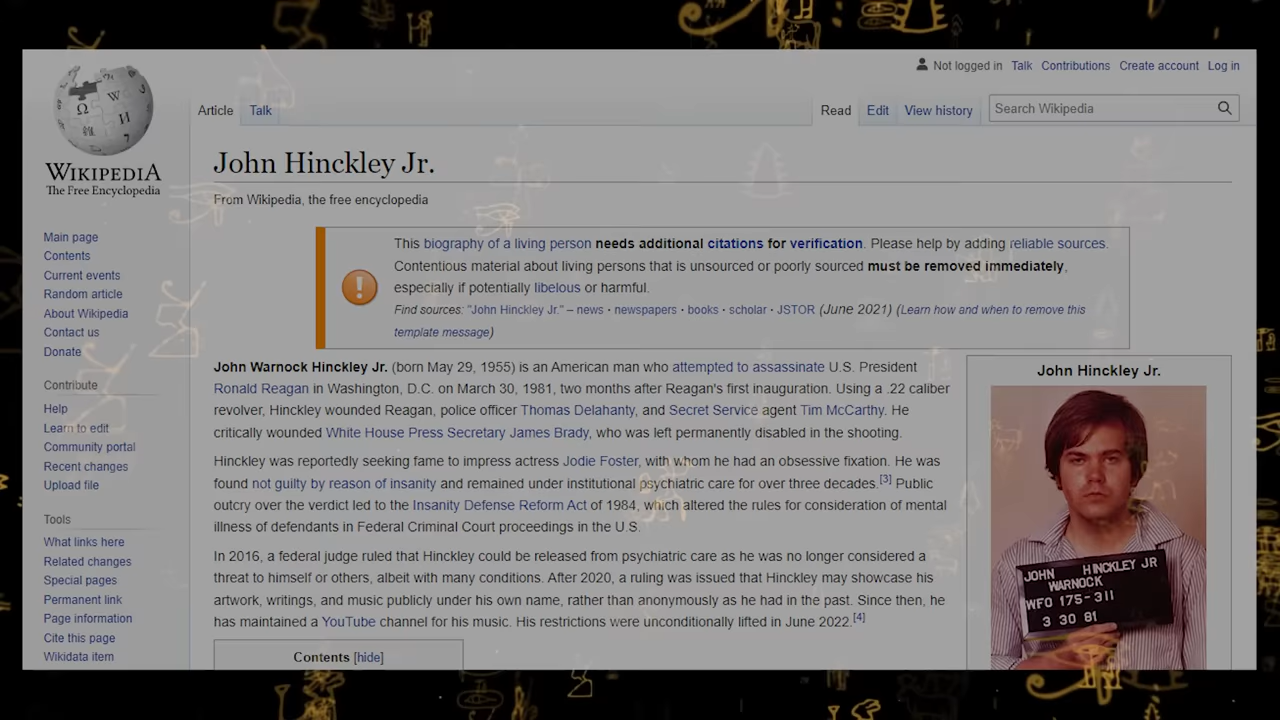 Not logged in Talk Contributions Create account Log in
Article Talk Read Edit View history Search Wikipedia
WIKIPEDIA
The Free Encyclopedia
John Hinckley Jr.
From Wikipedia, the free encyclopedia
Main page
Contents
Current events
Random article
About Wikipedia
Contact us
Donate
Contribute
Help
Learn to edit
Community portal
Recent changes
Upload file
Tools
What links here
Related changes
Special pages
Permanent link
Page information
Cite this page
Wikidata item
This biography of a living person needs additional citations for verification. Please help by adding reliable sources.
Contentious material about living persons that is unsourced or poorly sourced must be removed immediately,
especially if potentially libelous or harmful.
Find sources: "John Hinckley Jr." – news · newspapers · books · scholar · JSTOR (June 2021) (Learn how and when to remove this
template message)
John Warnock Hinckley Jr. (born May 29, 1955) is an American man who attempted to assassinate U.S. President
Ronald Reagan in Washington, D.C. on March 30, 1981, two months after Reagan's first inauguration. Using a .22 caliber
revolver, Hinckley wounded Reagan, police officer Thomas Delahanty, and Secret Service agent Tim McCarthy. He
critically wounded White House Press Secretary James Brady, who was left permanently disabled in the shooting.
Hinckley was reportedly seeking fame to impress actress Jodie Foster, with whom he had an obsessive fixation. He was
found not guilty by reason of insanity and remained under institutional psychiatric care for over three decades.[3] Public
outcry over the verdict led to the Insanity Defense Reform Act of 1984, which altered the rules for consideration of mental
illness of defendants in Federal Criminal Court proceedings in the U.S.
In 2016, a federal judge ruled that Hinckley could be released from psychiatric care as he was no longer considered a
threat to himself or others, albeit with many conditions. After 2020, a ruling was issued that Hinckley may showcase his
artwork, writings, and music publicly under his own name, rather than anonymously as he had in the past. Since then, he
has maintained a YouTube channel for his music. His restrictions were unconditionally lifted in June 2022.[4]
Contents [hide]
John Hinckley Jr.
JOHN HINCKLEY JR
WARNOCK
WFO 175-311
3 30 81